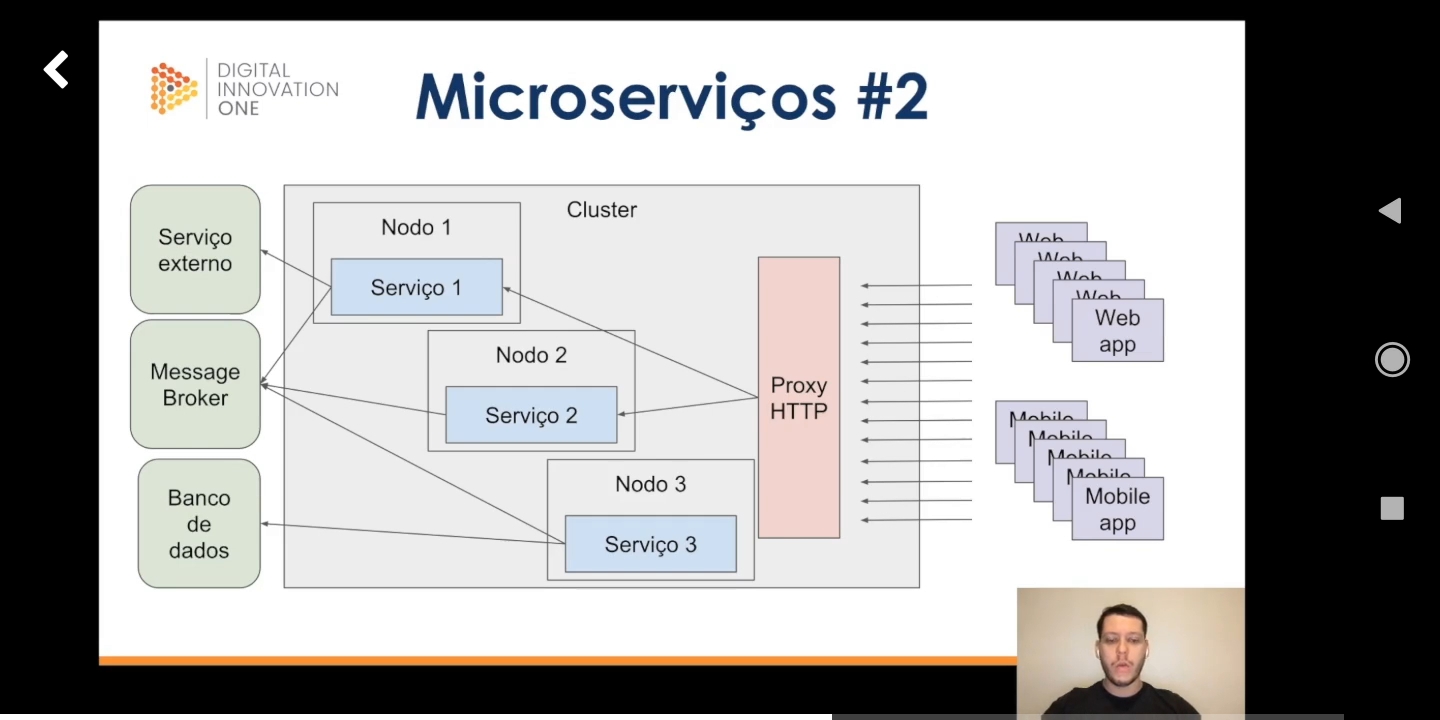 DIGITAL
INNOVATION
ONE
Microserviços #2
Serviço
externo
Message
Broker
Banco
de
dados
Cluster
Nodo 1
Serviço 1
Nodo 2
Serviço 2
Nodo 3
Serviço 3
Proxy
HTTP
Web
Web
Web
Web
Web
app
Mobile
Mobile
Mobile
Mobile
Mobile
app